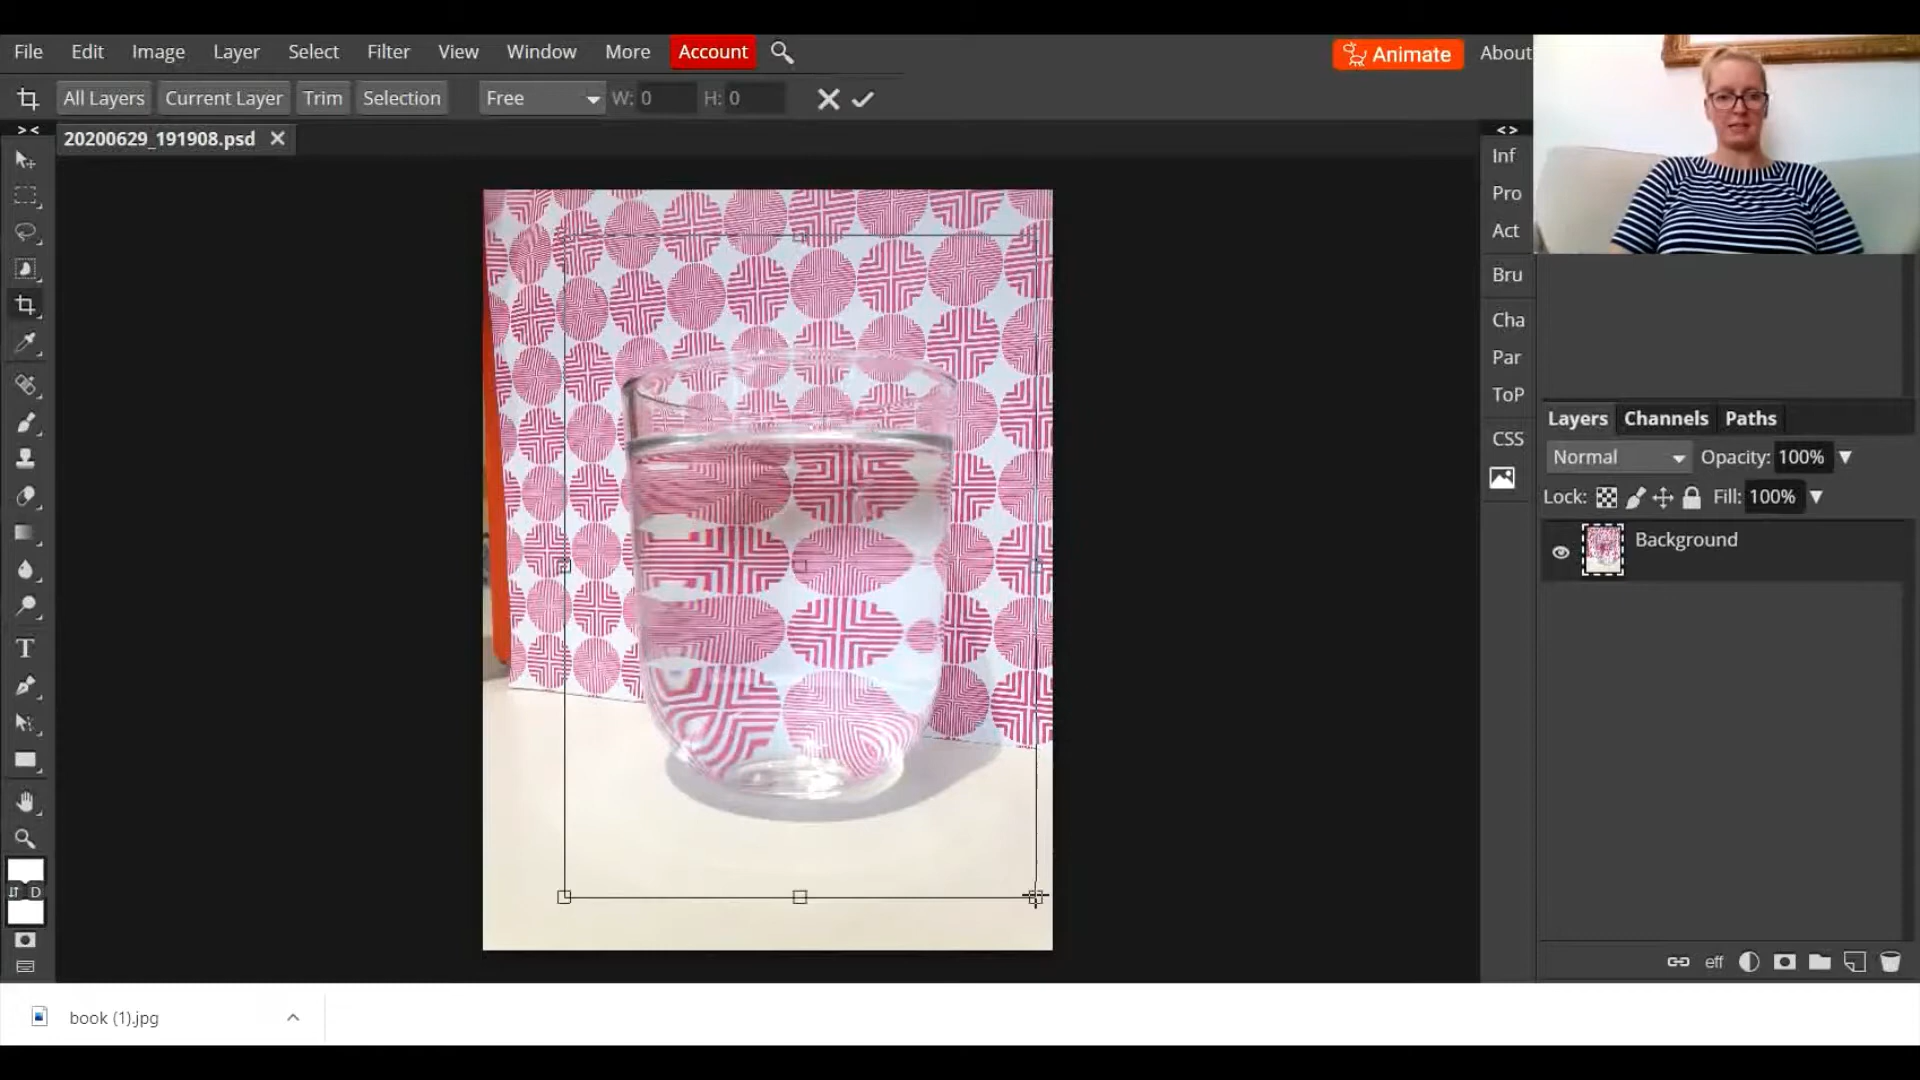 File Edit Image Layer Select Filter View Window More Account
Animate About
All Layers Current Layer Trim Selection Free W: 0 H: 0
20200629_191908.psd
Inf
Pro
Act
Bru
Cha
Par
ToP
CSS
Layers Channels Paths
Normal Opacity: 100%
Lock: Fill: 100%
Background
T
D
eff
book (1).jpg